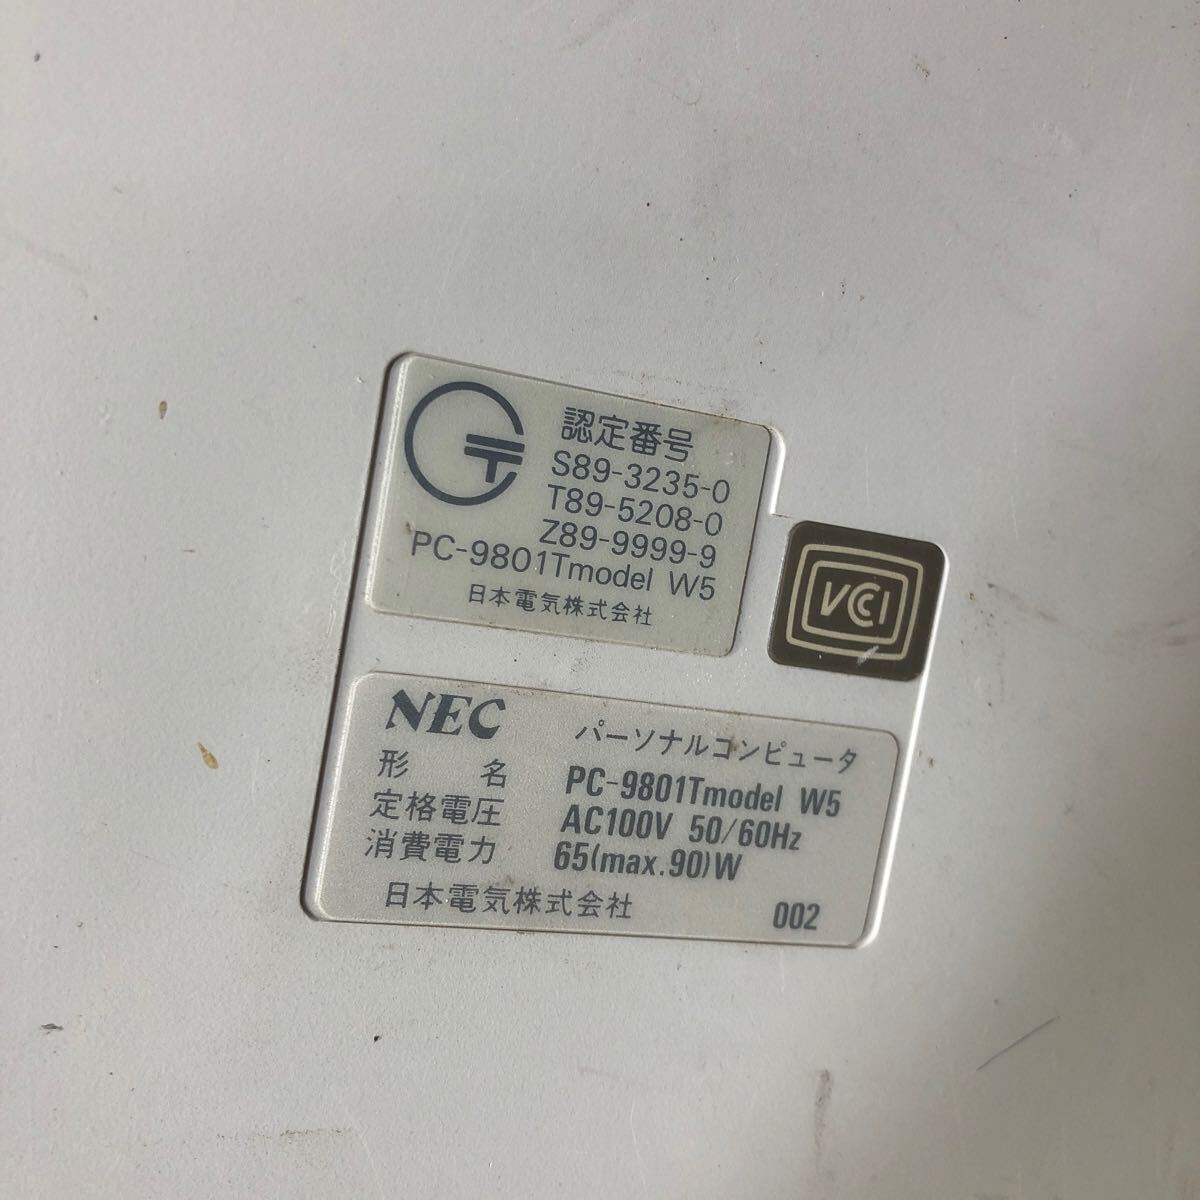 認定番号
S89-3235-0
T89-5208-0
Z89-9999-9
PC-9801Tmodel W5
日本電気株式会社
VCCI
NEC パーソナルコンピュータ
形 名 PC-9801Tmodel W5
定格電圧 AC100V 50/60Hz
消費電力 65(max.90)W
日本電気株式会社 002